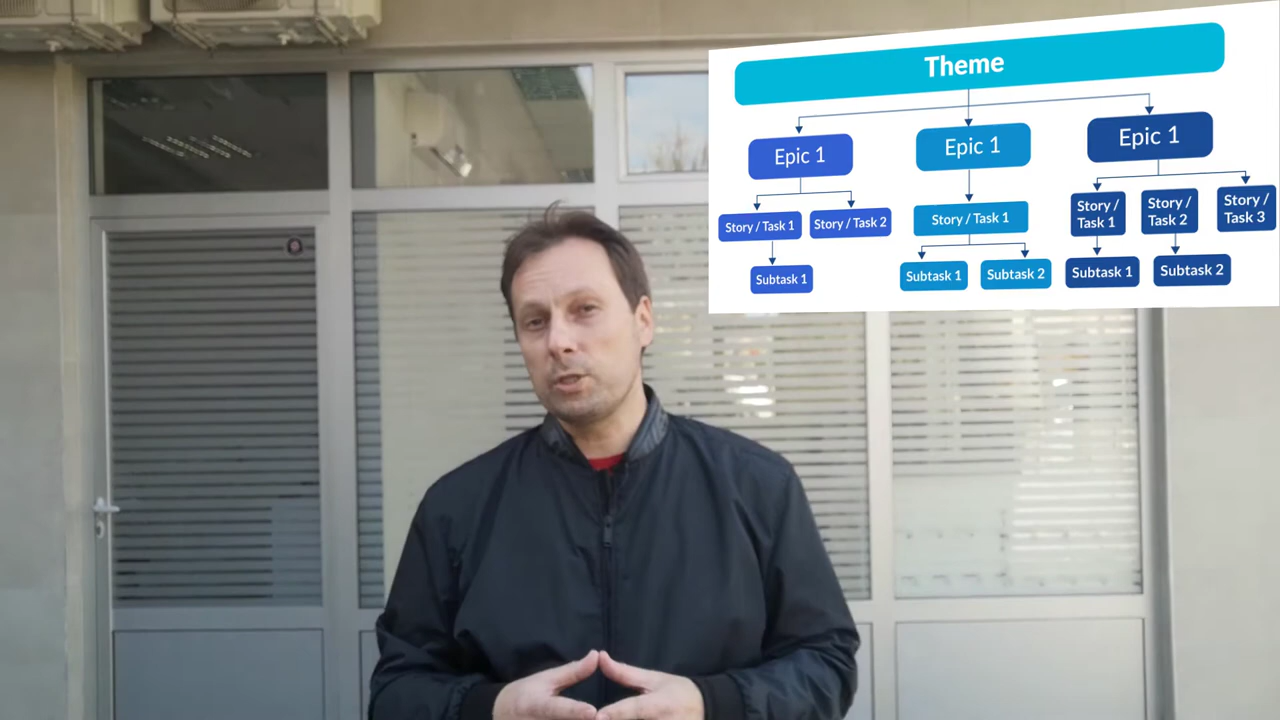 Theme
Epic 1
Epic 1
Epic 1
Story / Task 1
Story / Task 2
Story / Task 1
Story /
Task 1
Story /
Task 2
Story /
Task 3
Subtask 1
Subtask 1
Subtask 2
Subtask 1
Subtask 2